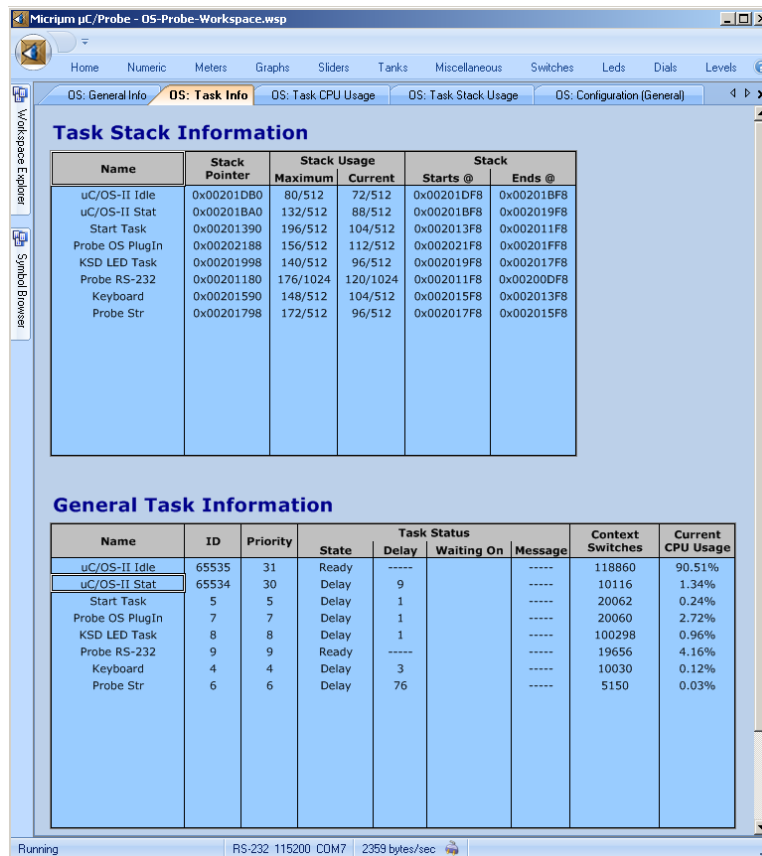 Micriµm µC/Probe - OS-Probe-Workspace.wsp
Home Numeric Meters Graphs Sliders Tanks Miscellaneous Switches Leds Dials Levels
OS: General Info OS: Task Info OS: Task CPU Usage OS: Task Stack Usage OS: Configuration (General)
Workspace Explorer
Symbol Browser
Task Stack Information
Name Stack Pointer Stack Usage Stack
Maximum Current Starts @ Ends @
uC/OS-II Idle 0x00201DB0 80/512 72/512 0x00201DF8 0x00201BF8
uC/OS-II Stat 0x00201BA0 132/512 88/512 0x00201BF8 0x002019F8
Start Task 0x00201390 196/512 104/512 0x002013F8 0x002011F8
Probe OS PlugIn 0x00202188 156/512 112/512 0x002021F8 0x00201FF8
KSD LED Task 0x00201998 140/512 96/512 0x002019F8 0x002017F8
Probe RS-232 0x00201180 176/1024 120/1024 0x002011F8 0x00200DF8
Keyboard 0x00201590 148/512 104/512 0x002015F8 0x002013F8
Probe Str 0x00201798 172/512 96/512 0x002017F8 0x002015F8
General Task Information
Name ID Priority Task Status Context Switches Current CPU Usage
State Delay Waiting On Message
uC/OS-II Idle 65535 31 Ready ----- ----- 118860 90.51%
uC/OS-II Stat 65534 30 Delay 9 ----- 10116 1.34%
Start Task 5 5 Delay 1 ----- 20062 0.24%
Probe OS PlugIn 7 7 Delay 1 ----- 20060 2.72%
KSD LED Task 8 8 Delay 1 ----- 100298 0.96%
Probe RS-232 9 9 Ready ----- ----- 19656 4.16%
Keyboard 4 4 Delay 3 ----- 10030 0.12%
Probe Str 6 6 Delay 76 ----- 5150 0.03%
Running RS-232 115200 COM7 2359 bytes/sec